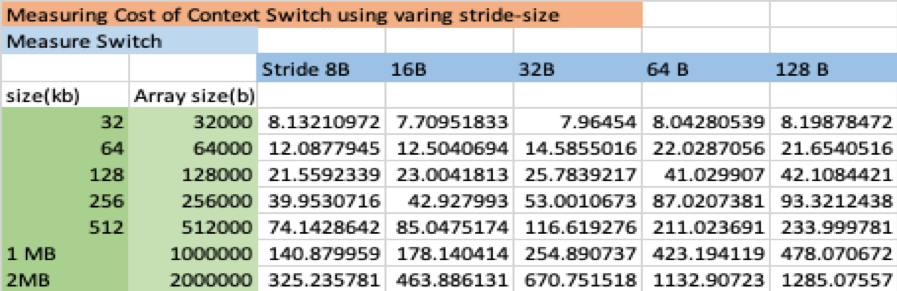 Measuring Cost of Context Switch using varing stride-size
Measure Switch
Stride 8B 16B 32B 64 B 128 B
size(kb) Array size(b)
32 32000 8.13210972 7.70951833 7.96454 8.04280539 8.19878472
64 64000 12.0877945 12.5040694 14.5855016 22.0287056 21.6540516
128 128000 21.5592339 23.0041813 25.7839217 41.029907 42.1084421
256 256000 39.9530716 42.927993 53.0010673 87.0207381 93.3212438
512 512000 74.1428642 85.0475174 116.619276 211.023691 233.999781
1 MB 1000000 140.879959 178.140414 254.890737 423.194119 478.070672
2MB 2000000 325.235781 463.886131 670.751518 1132.90723 1285.07557